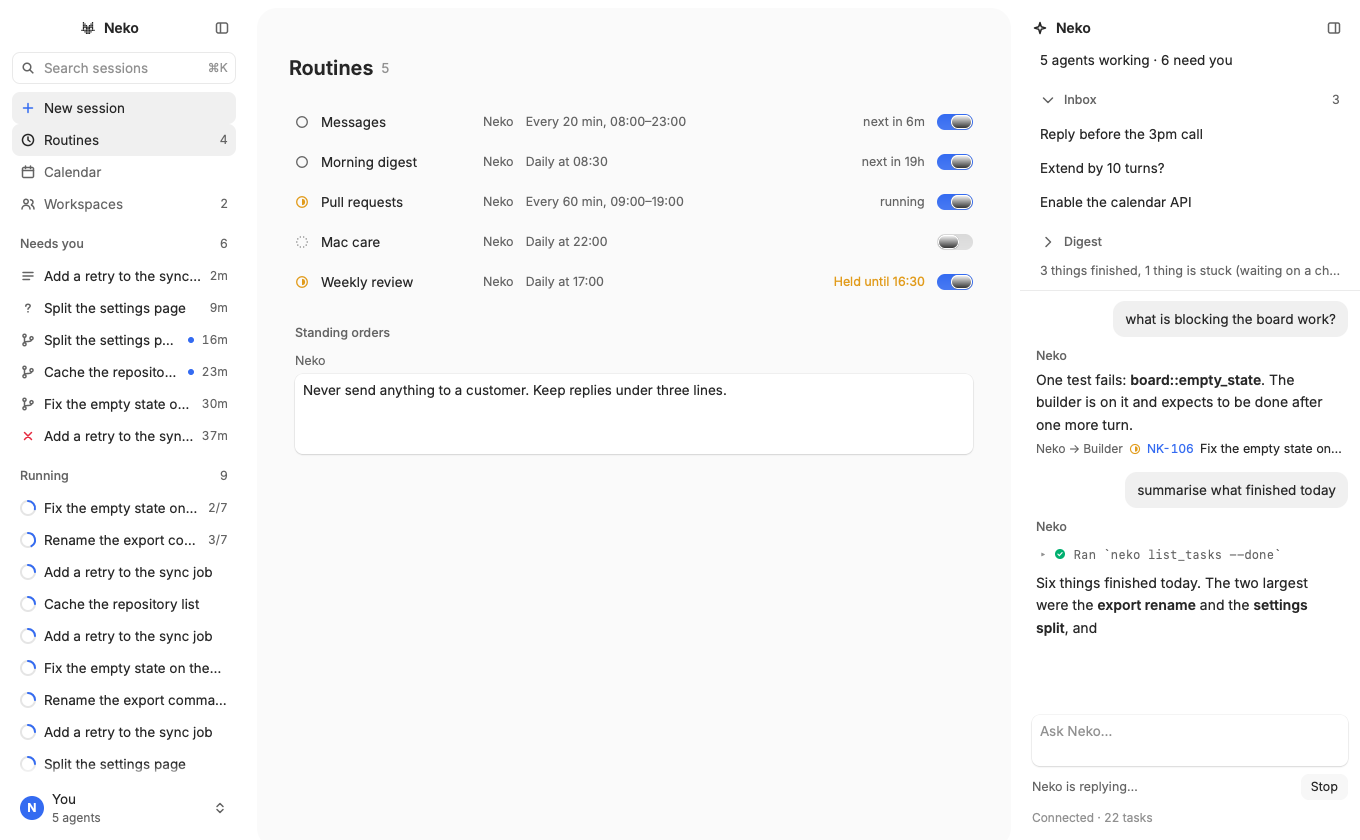 Neko
Search sessions ⌘K
New session
Routines 4
Calendar
Workspaces 2
Needs you 6
Add a retry to the sync... 2m
? Split the settings page 9m
Split the settings p... 16m
Cache the reposito... 23m
Fix the empty state o... 30m
Add a retry to the syn... 37m
Running 9
Fix the empty state on... 2/7
Rename the export co... 3/7
Add a retry to the sync job
Cache the repository list
Add a retry to the sync job
Fix the empty state on the...
Rename the export comma...
Add a retry to the sync job
Split the settings page
N
You
5 agents
Routines 5
Messages Neko Every 20 min, 08:00–23:00 next in 6m
Morning digest Neko Daily at 08:30 next in 19h
Pull requests Neko Every 60 min, 09:00–19:00 running
Mac care Neko Daily at 22:00
Weekly review Neko Daily at 17:00 Held until 16:30
Standing orders
Neko
Never send anything to a customer. Keep replies under three lines.
Neko
5 agents working · 6 need you
Inbox 3
Reply before the 3pm call
Extend by 10 turns?
Enable the calendar API
Digest
3 things finished, 1 thing is stuck (waiting on a ch...
what is blocking the board work?
Neko
One test fails: board::empty_state. The
builder is on it and expects to be done after
one more turn.
Neko → Builder NK-106 Fix the empty state on...
summarise what finished today
Neko
Ran `neko list_tasks --done`
Six things finished today. The two largest
were the export rename and the settings
split, and
Ask Neko...
Neko is replying... Stop
Connected · 22 tasks